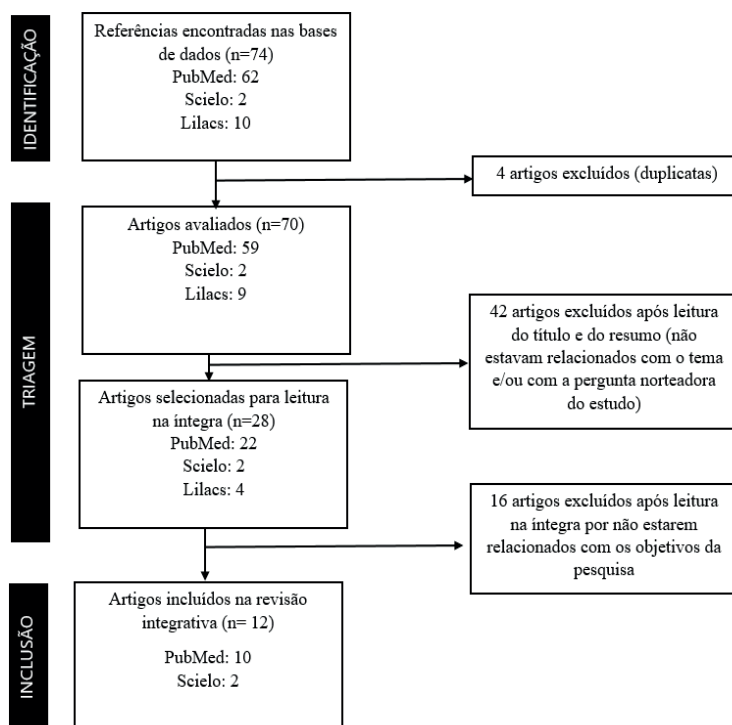 IDENTIFICAÇÃO
Referências encontradas nas bases
de dados (n=74)
PubMed: 62
Scielo: 2
Lilacs: 10
4 artigos excluídos (duplicatas)
TRIAGEM
Artigos avaliados (n=70)
PubMed: 59
Scielo: 2
Lilacs: 9
42 artigos excluídos após leitura
do título e do resumo (não
estavam relacionados com o tema
e/ou com a pergunta norteadora
do estudo)
Artigos selecionadas para leitura
na íntegra (n=28)
PubMed: 22
Scielo: 2
Lilacs: 4
16 artigos excluídos após leitura
na íntegra por não estarem
relacionados com os objetivos da
pesquisa
INCLUSÃO
Artigos incluídos na revisão
integrativa (n= 12)
PubMed: 10
Scielo: 2